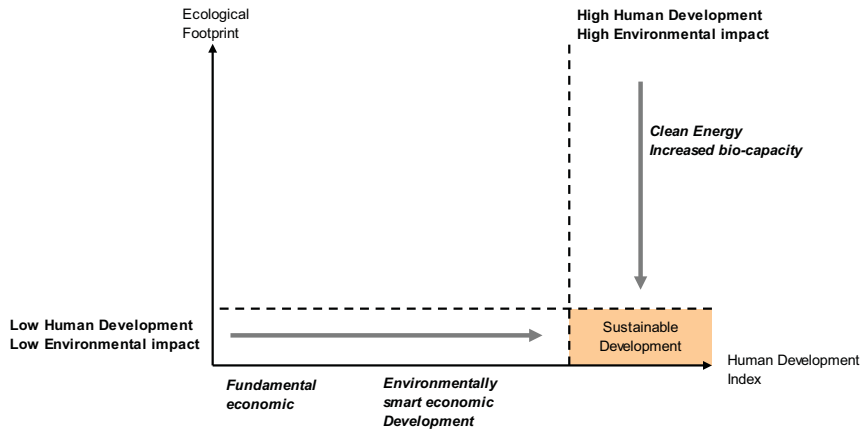 Ecological
Footprint
High Human Development
High Environmental impact
Clean Energy
Increased bio-capacity
Low Human Development
Low Environmental impact
Sustainable
Development
Human Development
Index
Fundamental
economic
Environmentally
smart economic
Development